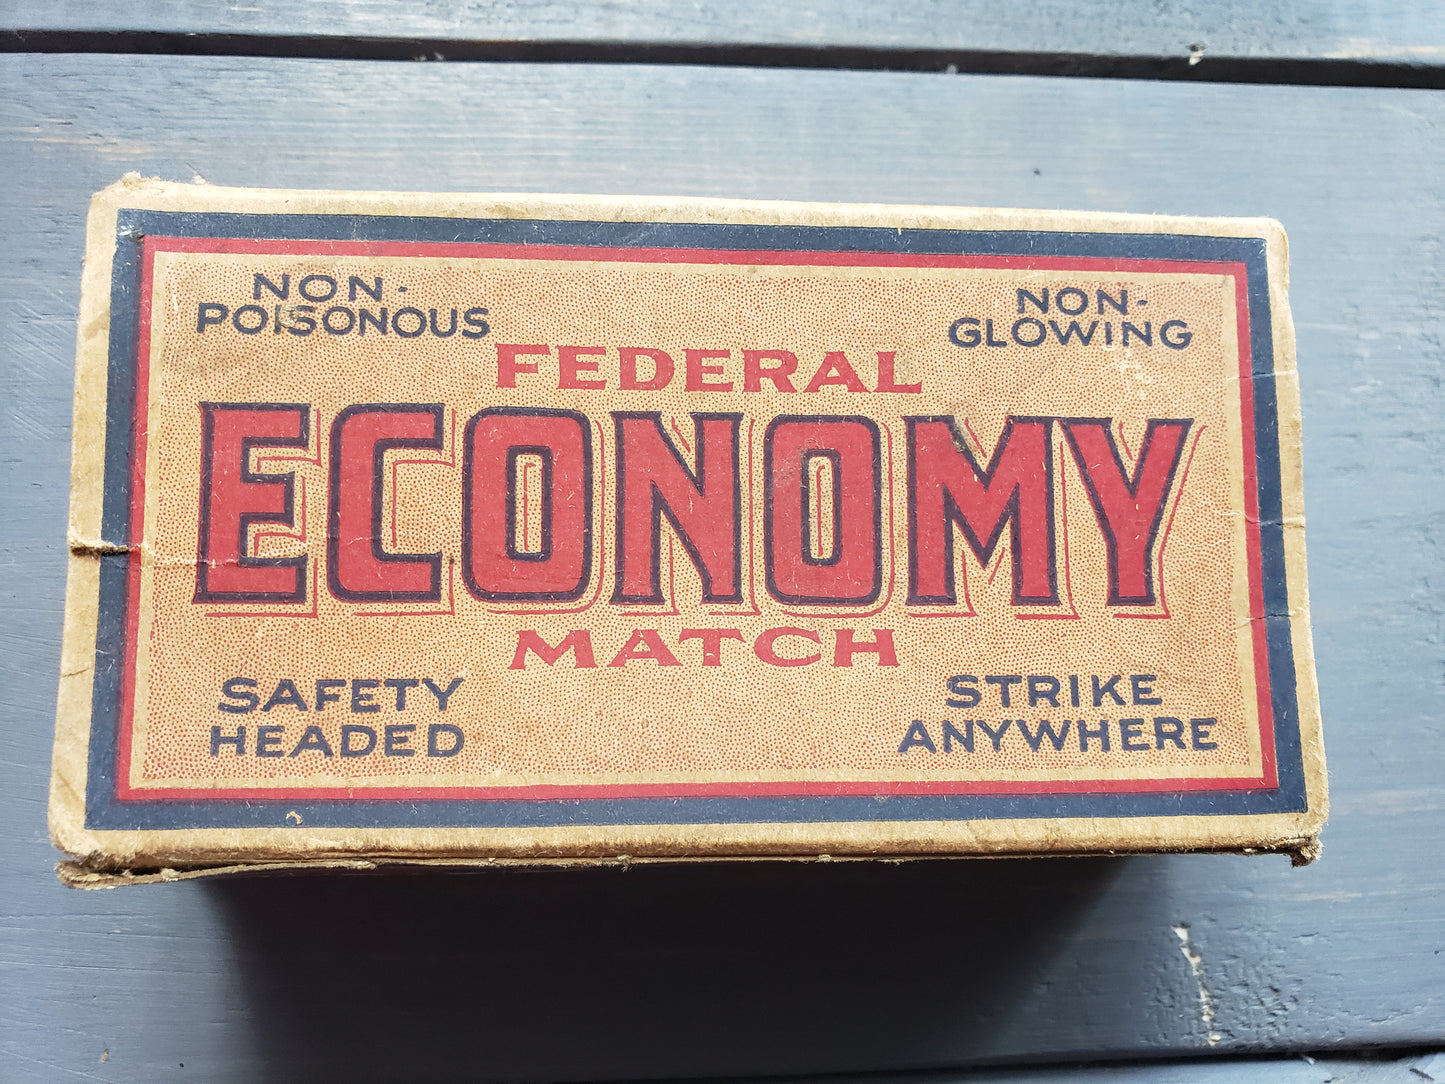 NON-
POISONOUS
NON-
GLOWING
FEDERAL
ECONOMY
MATCH
SAFETY
HEADED
STRIKE
ANYWHERE